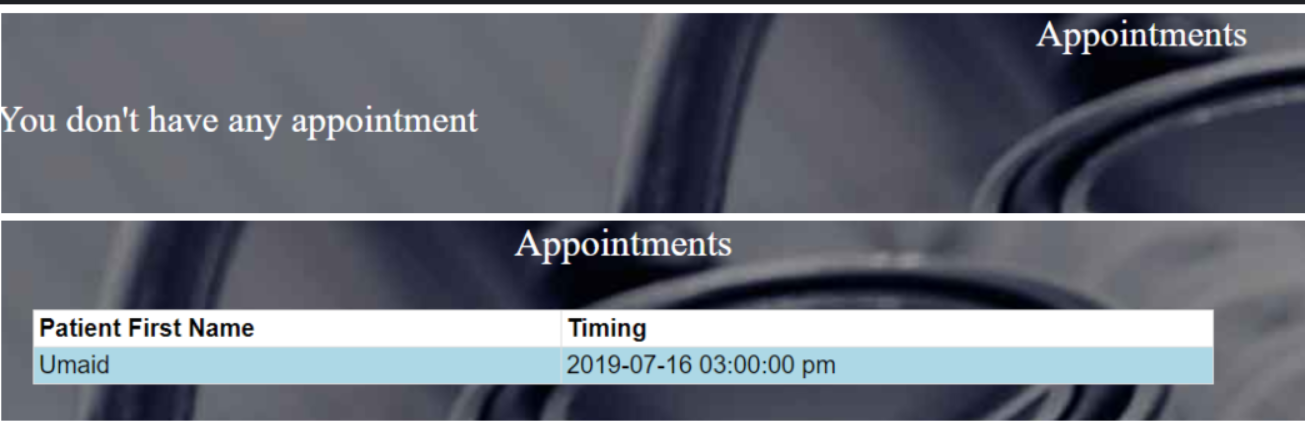 Appointments
You don't have any appointment
Appointments
Patient First Name Timing
Umaid 2019-07-16 03:00:00 pm